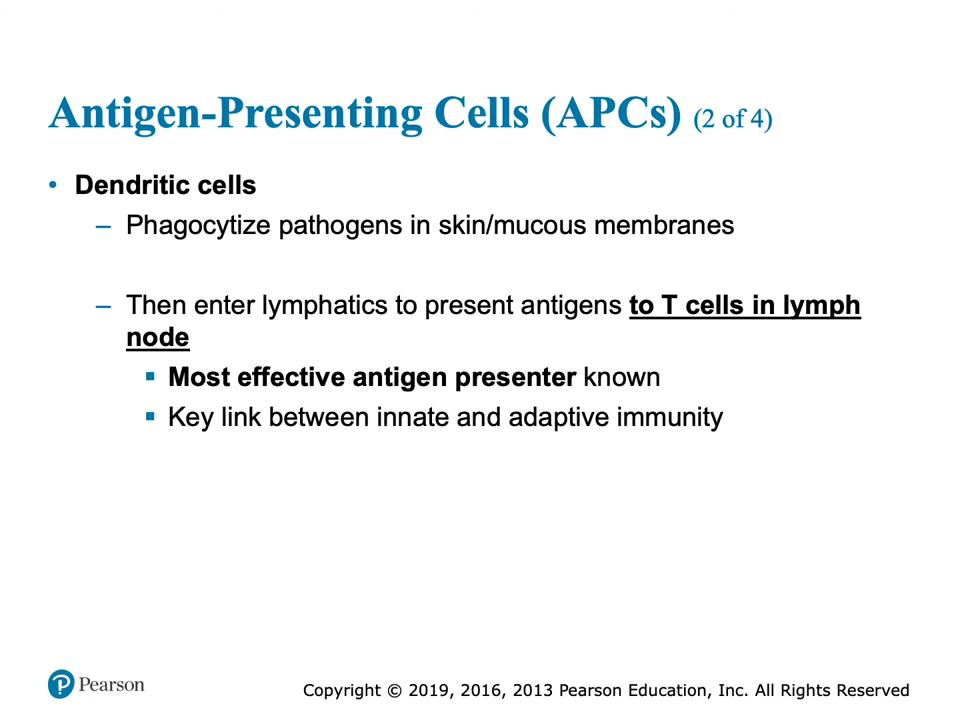 Antigen-Presenting Cells (APCs) (2 of 4)
• Dendritic cells
– Phagocytize pathogens in skin/mucous membranes
– Then enter lymphatics to present antigens to T cells in lymph
node
▪ Most effective antigen presenter known
▪ Key link between innate and adaptive immunity
Pearson
Copyright © 2019, 2016, 2013 Pearson Education, Inc. All Rights Reserved